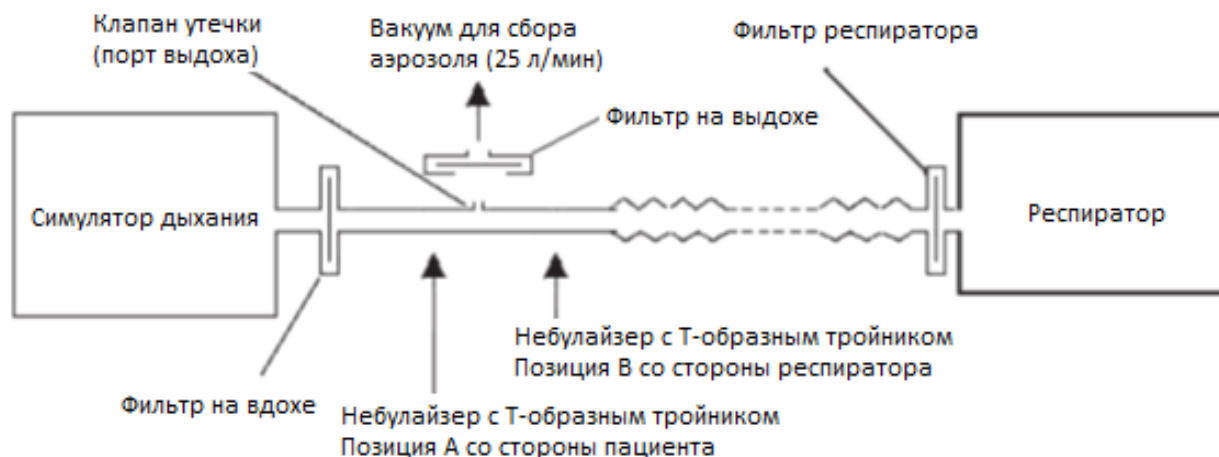 Клапан утечки
(порт выдоха)
Вакуум для сбора
аэрозоля (25 л/мин)
Фильтр респиратора
Фильтр на выдохе
Симулятор дыхания
Респиратор
Небулайзер с Т-образным тройником
Позиция В со стороны респиратора
Фильтр на вдохе
Небулайзер с Т-образным тройником
Позиция А со стороны пациента